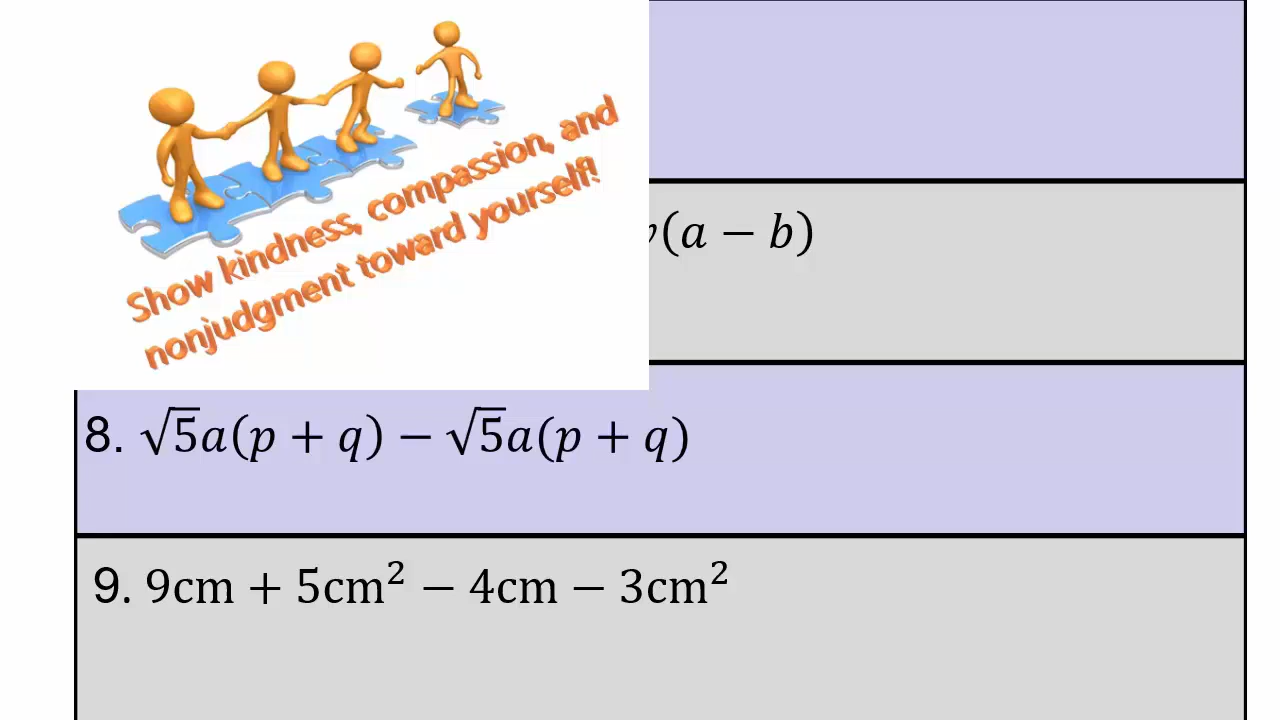 Show kindness, compassion, and
nonjudgment toward yourself!
(a − b)
8. √5a(p + q) − √5a(p + q)
9. 9cm + 5cm² − 4cm − 3cm²